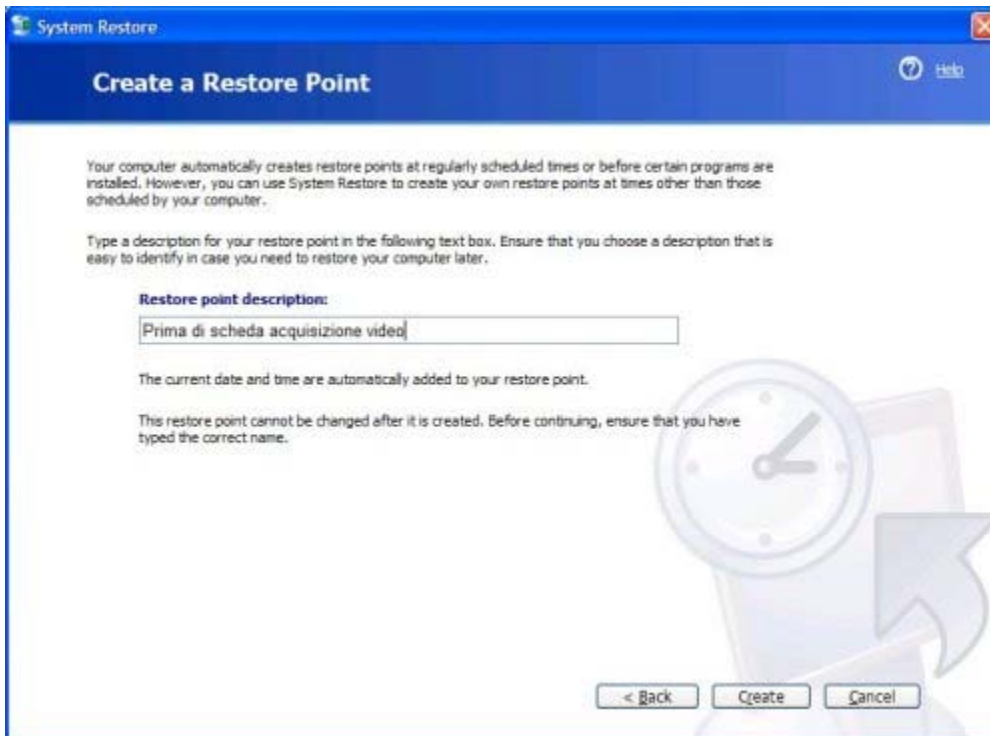 System Restore
Create a Restore Point
Help
Your computer automatically creates restore points at regularly scheduled times or before certain programs are
installed. However, you can use System Restore to create your own restore points at times other than those
scheduled by your computer.
Type a description for your restore point in the following text box. Ensure that you choose a description that is
easy to identify in case you need to restore your computer later.
Restore point description:
Prima di scheda acquisizione video
The current date and time are automatically added to your restore point.
This restore point cannot be changed after it is created. Before continuing, ensure that you have
typed the correct name.
< Back Create Cancel